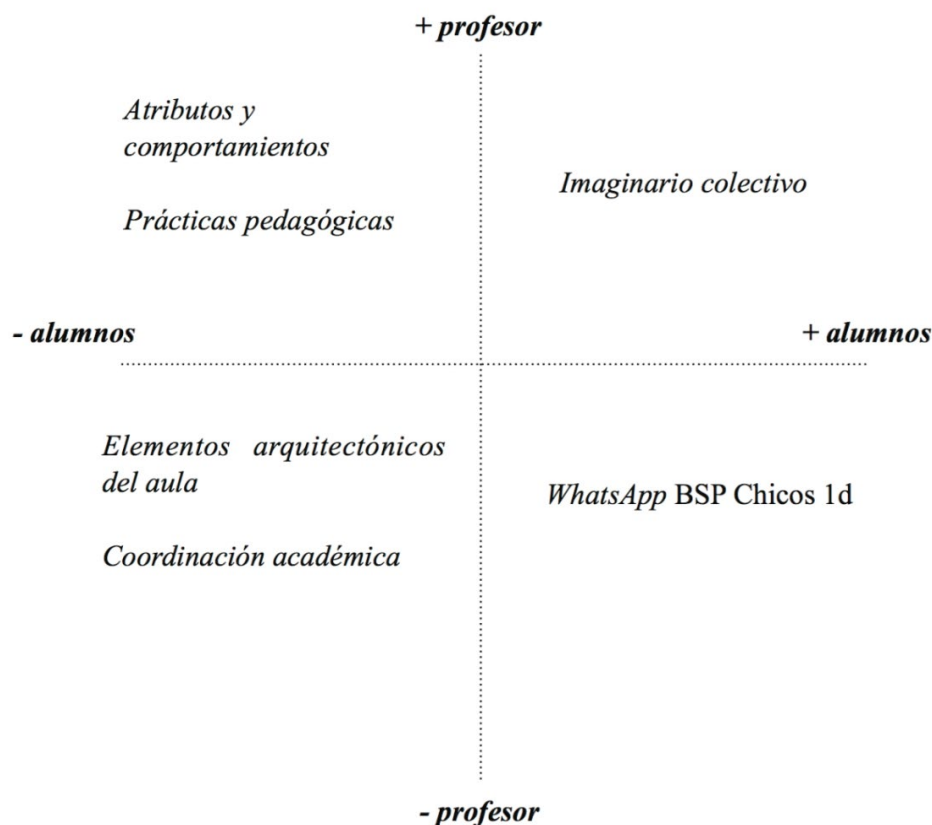 + profesor
Atributos y
comportamientos
Prácticas pedagógicas
Imaginario colectivo
- alumnos
+ alumnos
Elementos arquitectónicos
del aula
Coordinación académica
WhatsApp BSP Chicos 1d
- profesor